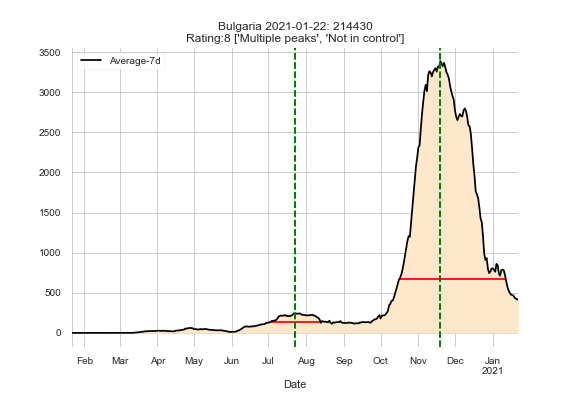 Bulgaria 2021-01-22: 214430
Rating:8 ['Multiple peaks', 'Not in control']
Average-7d
3500
3000
2500
2000
1500
1000
500
0
Feb Mar Apr May Jun Jul Aug Sep Oct Nov Dec Jan
2021
Date